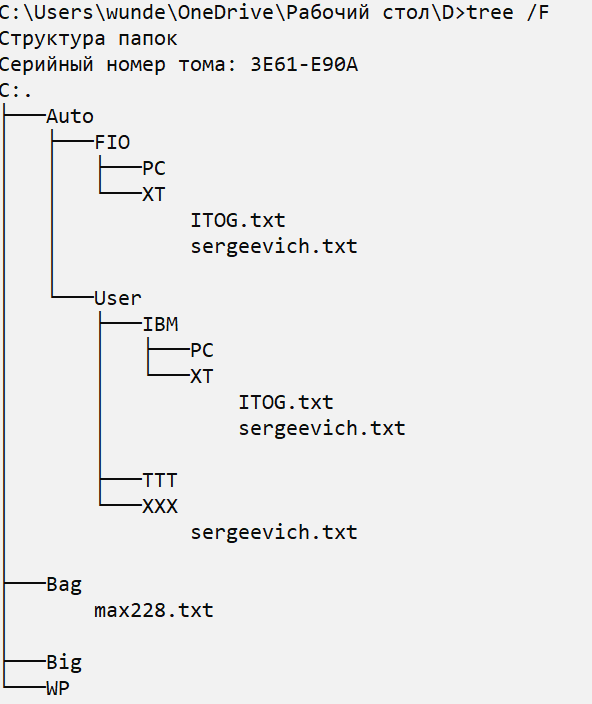 C:\Users\wunde\OneDrive\Рабочий стол\D>tree /F
Структура папок
Серийный номер тома: 3E61-E90A
C:.
├───Auto
│   ├───FIO
│   │   ├───PC
│   │   └───XT
│   │           ITOG.txt
│   │           sergeevich.txt
│   │
│   └───User
│       ├───IBM
│       │   ├───PC
│       │   └───XT
│       │           ITOG.txt
│       │           sergeevich.txt
│       │
│       ├───TTT
│       └───XXX
│               sergeevich.txt
│
├───Bag
│       max228.txt
│
├───Big
└───WP